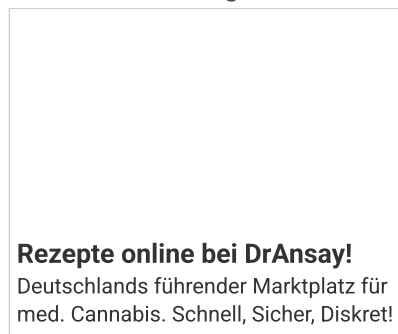 Rezepte online bei DrAnsay!
Deutschlands führender Marktplatz für
med. Cannabis. Schnell, Sicher, Diskret!